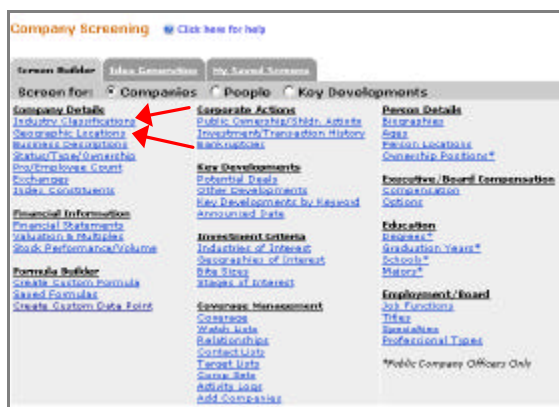 Company Screening Click here for help
Screen Builder Idea Generation My Saved Screens
Screen for: Companies People Key Developments
Company Details
Industry Classifications
Geographic Locations
Business Descriptions
Status/Type/Ownership
Pro/Employee Count
Exchanges
Index Constituents
Financial Information
Financial Statements
Valuation & Multiples
Stock Performance/Volume
Formula Builder
Create Custom Formula
Saved Formulas
Create Custom Data Point
Corporate Actions
Public Ownership/Shldn. Activits
Investment/Transaction History
Bankruptcies
Key Developments
Potential Deals
Other Developments
Key Developments by Keyword
Announced Date
Investment Criteria
Industries of Interest
Geographies of Interest
Bite Sizes
Stages of Interest
Coverage Management
Coverage
Watch Lists
Relationships
Contact Lists
Target Lists
Comp Sets
Activity Logs
Add Companies
Person Details
Biographies
Ages
Person Locations
Ownership Positions*
Executive/Board Compensation
Compensation
Options
Education
Degrees*
Graduation Years*
Schools*
Majors*
Employment/Board
Job Functions
Titles
Specialties
Professional Types
*Public Company Officers Only